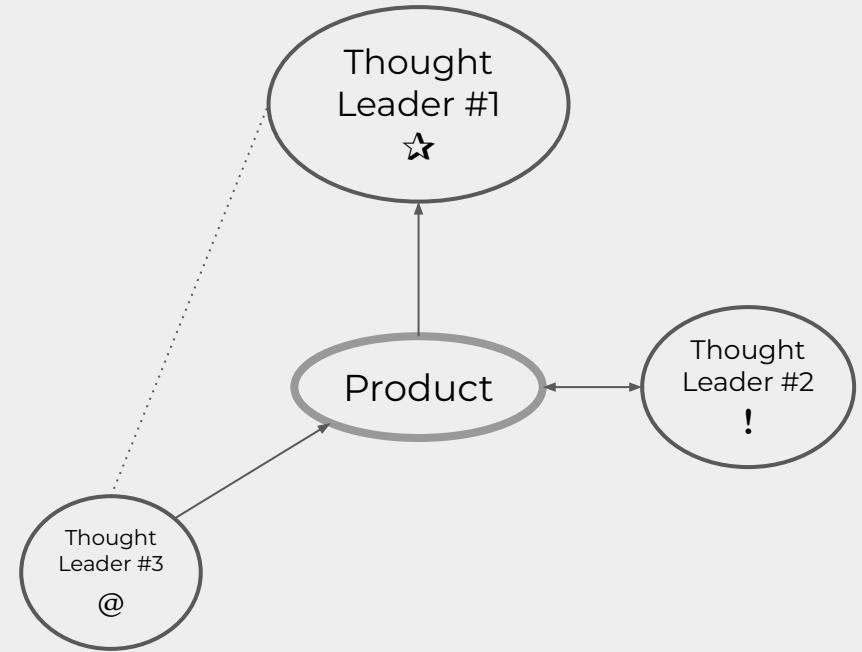 Thought
Leader #1
☆
Product
Thought
Leader #2
!
Thought
Leader #3
@